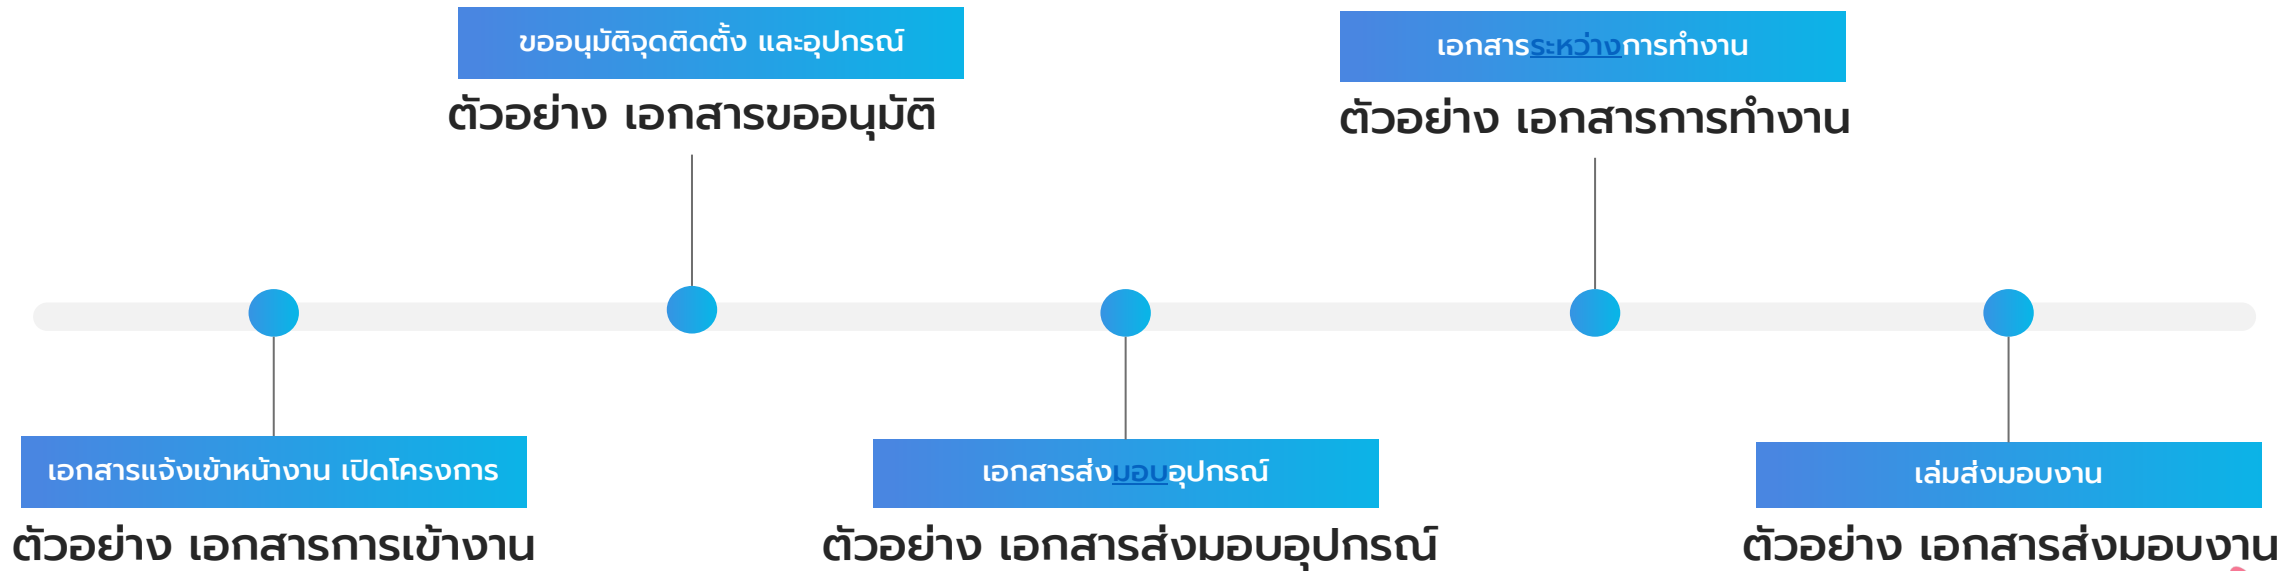 ขออนุมัติจุดติดตั้ง และอุปกรณ์
ตัวอย่าง เอกสารขออนุมัติ
เอกสารระหว่างการทำงาน
ตัวอย่าง เอกสารการทำงาน
เอกสารแจ้งเข้าหน้างาน เปิดโครงการ
ตัวอย่าง เอกสารการเข้างาน
เอกสารส่งมอบอุปกรณ์
ตัวอย่าง เอกสารส่งมอบอุปกรณ์
เล่มส่งมอบงาน
ตัวอย่าง เอกสารส่งมอบงาน